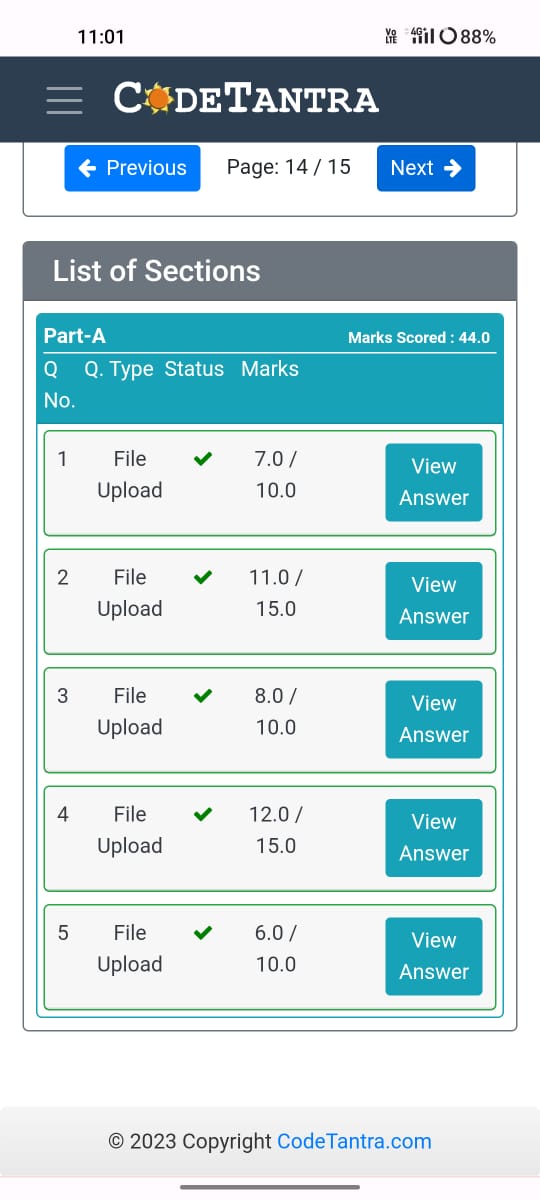 11:01 Vo LTE 4G+ 88%
CODETANTRA
Previous Page: 14 / 15 Next
List of Sections
Part-A Marks Scored : 44.0
Q Q. Type Status Marks
No.
1 File 7.0 / View
Upload 10.0 Answer
2 File 11.0 / View
Upload 15.0 Answer
3 File 8.0 / View
Upload 10.0 Answer
4 File 12.0 / View
Upload 15.0 Answer
5 File 6.0 / View
Upload 10.0 Answer
© 2023 Copyright CodeTantra.com